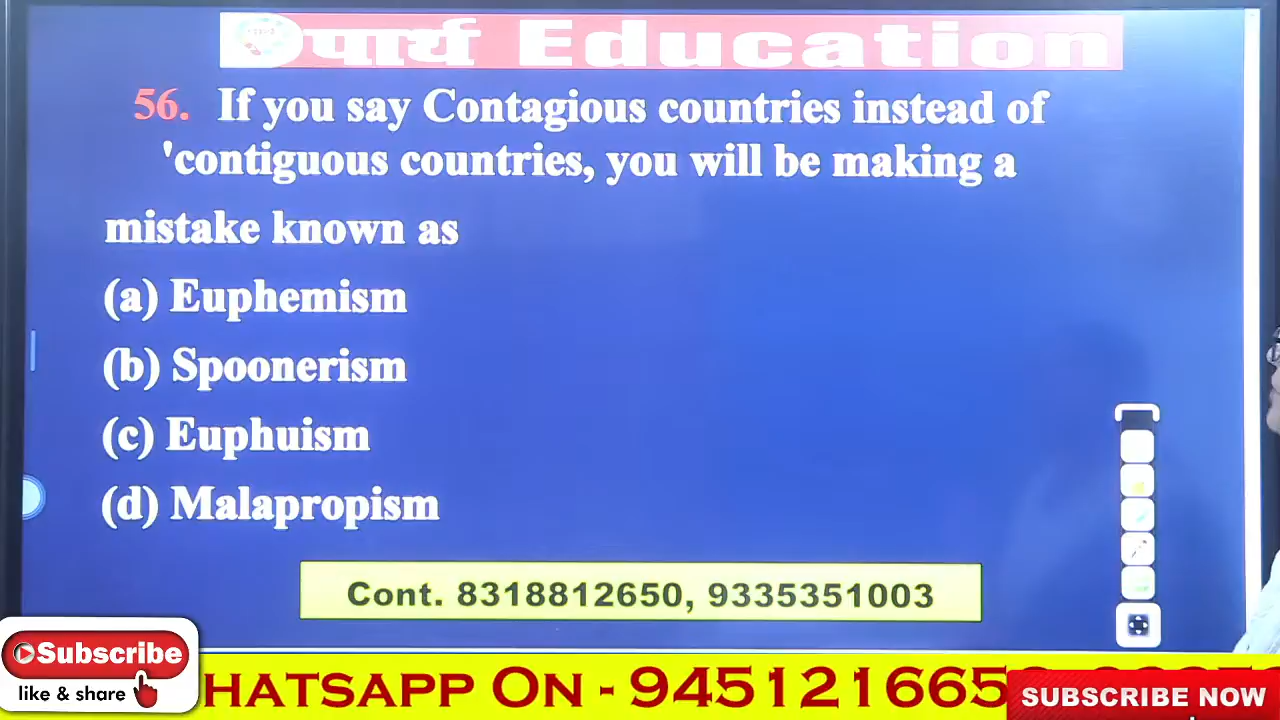 पार्थ Education
56. If you say Contagious countries instead of
'contiguous countries, you will be making a
mistake known as
(a) Euphemism
(b) Spoonerism
(c) Euphuism
(d) Malapropism
Cont. 8318812650, 9335351003
Subscribe
like & share
HATSAPP ON - 945121665
SUBSCRIBE NOW